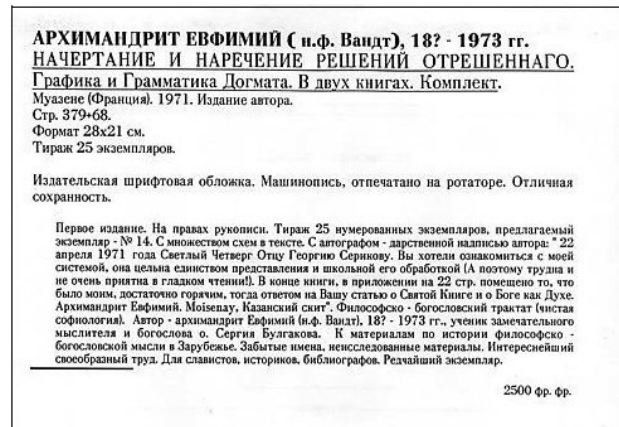 АРХИМАНДРИТ ЕВФИМИЙ ( н.ф. Вандт), 18? - 1973 гг.
НАЧЕРТАНИЕ И НАРЕЧЕНИЕ РЕШЕНИЙ ОТРЕШЕННАГО.
Графика и Грамматика Догмата. В двух книгах. Комплект.
Муазене (Франция). 1971. Издание автора.
Стр. 379+68.
Формат 28х21 см.
Тираж 25 экземпляров.
Издательская шрифтовая обложка. Машинопись, отпечатано на ротаторе. Отличная
сохранность.
Первое издание. На правах рукописи. Тираж 25 нумерованных экземпляров, предлагаемый
экземпляр - № 14. С множеством схем в тексте. С автографом - дарственной надписью автора: " 22
апреля 1971 года Светлый Четверг Отцу Георгию Серикову. Вы хотели ознакомиться с моей
системой, она цельна единством представления и школьной его обработкой (А поэтому трудна и
не очень приятна в гладком чтении!). В конце книги, в приложении на 22 стр. помещено то, что
было моим, достаточно горячим, тогда ответом на Вашу статью о Святой Книге и о Боге как Духе.
Архимандрит Евфимий. Moisenay, Казанский скит". Философско - богословский трактат (чистая
софиология). Автор - архимандрит Евфимий (н.ф. Вандт), 18? - 1973 гг., ученик замечательного
мыслителя и богослова о. Сергия Булгакова. К материалам по истории философско -
богословской мысли в Зарубежье. Забытые имена, неисследованные материалы. Интереснейший
своеобразный труд. Для славистов, историков, библиографов. Редчайший экземпляр.
2500 фр. фр.